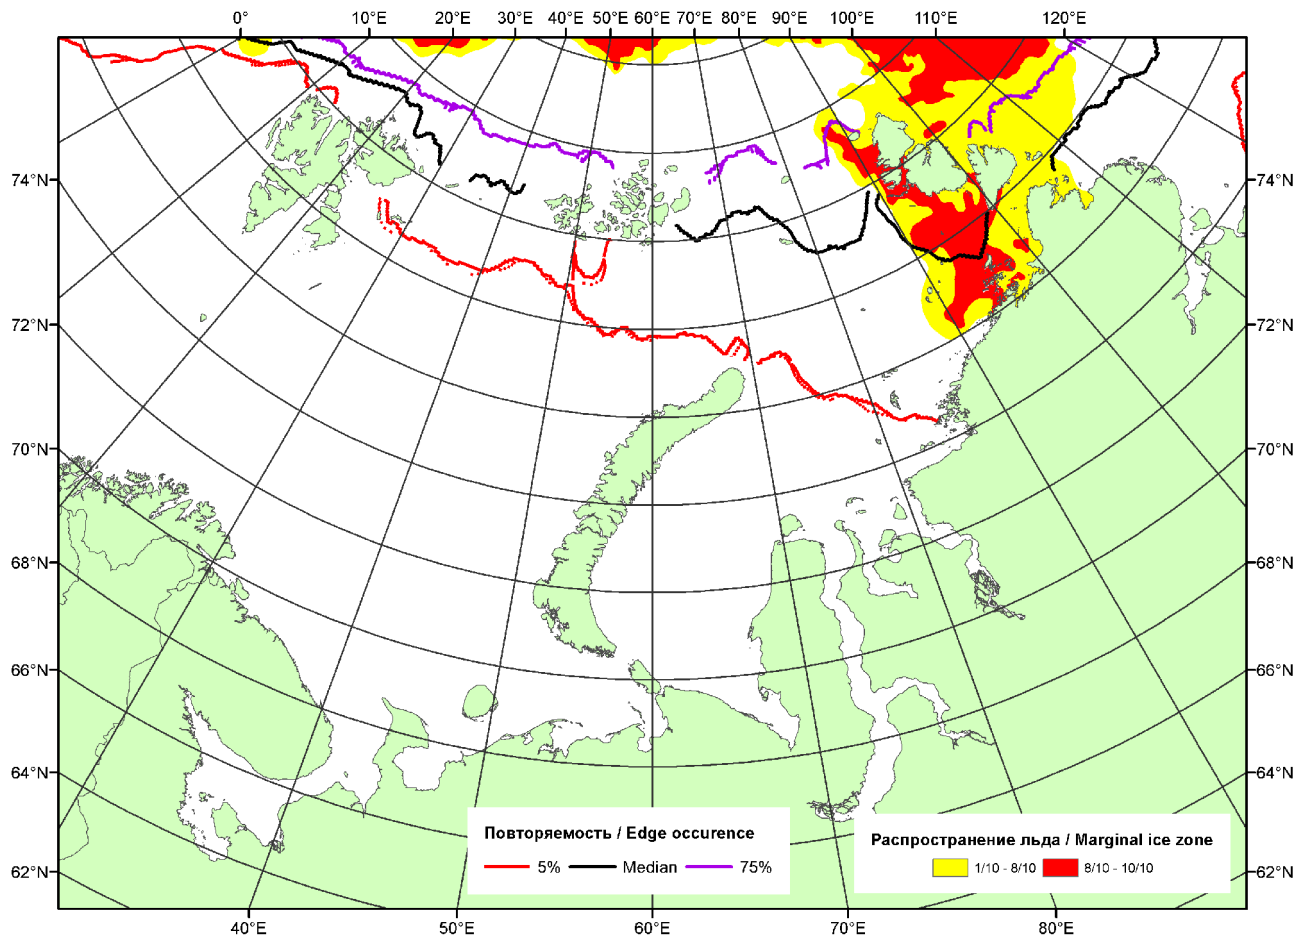 0° 10°E 20°E 30°E 40°E 50°E 60°E 70°E 80°E 90°E 100°E 110°E 120°E
74°N 74°N
72°N 72°N
70°N 70°N
68°N 68°N
66°N 66°N
64°N 64°N
62°N 62°N
Повторяемость / Edge occurence
5% Median 75%
Распространение льда / Marginal ice zone
1/10 - 8/10 8/10 - 10/10
40°E 50°E 60°E 70°E 80°E